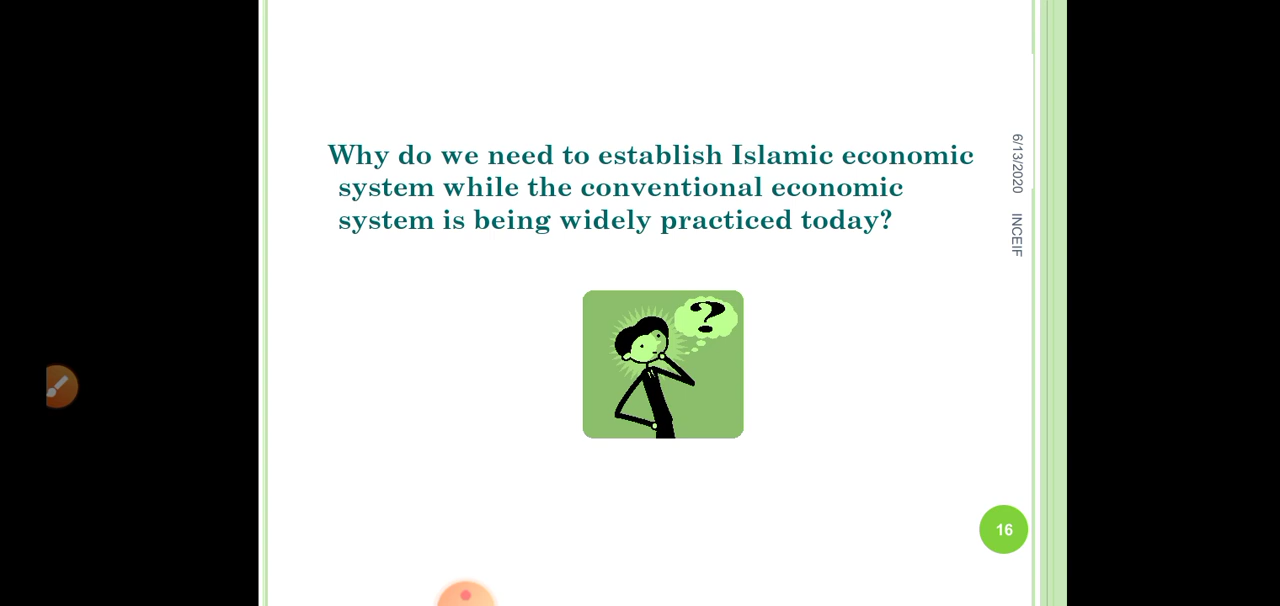 Why do we need to establish Islamic economic
system while the conventional economic
system is being widely practiced today?
?
6/13/2020 INCEIF
16